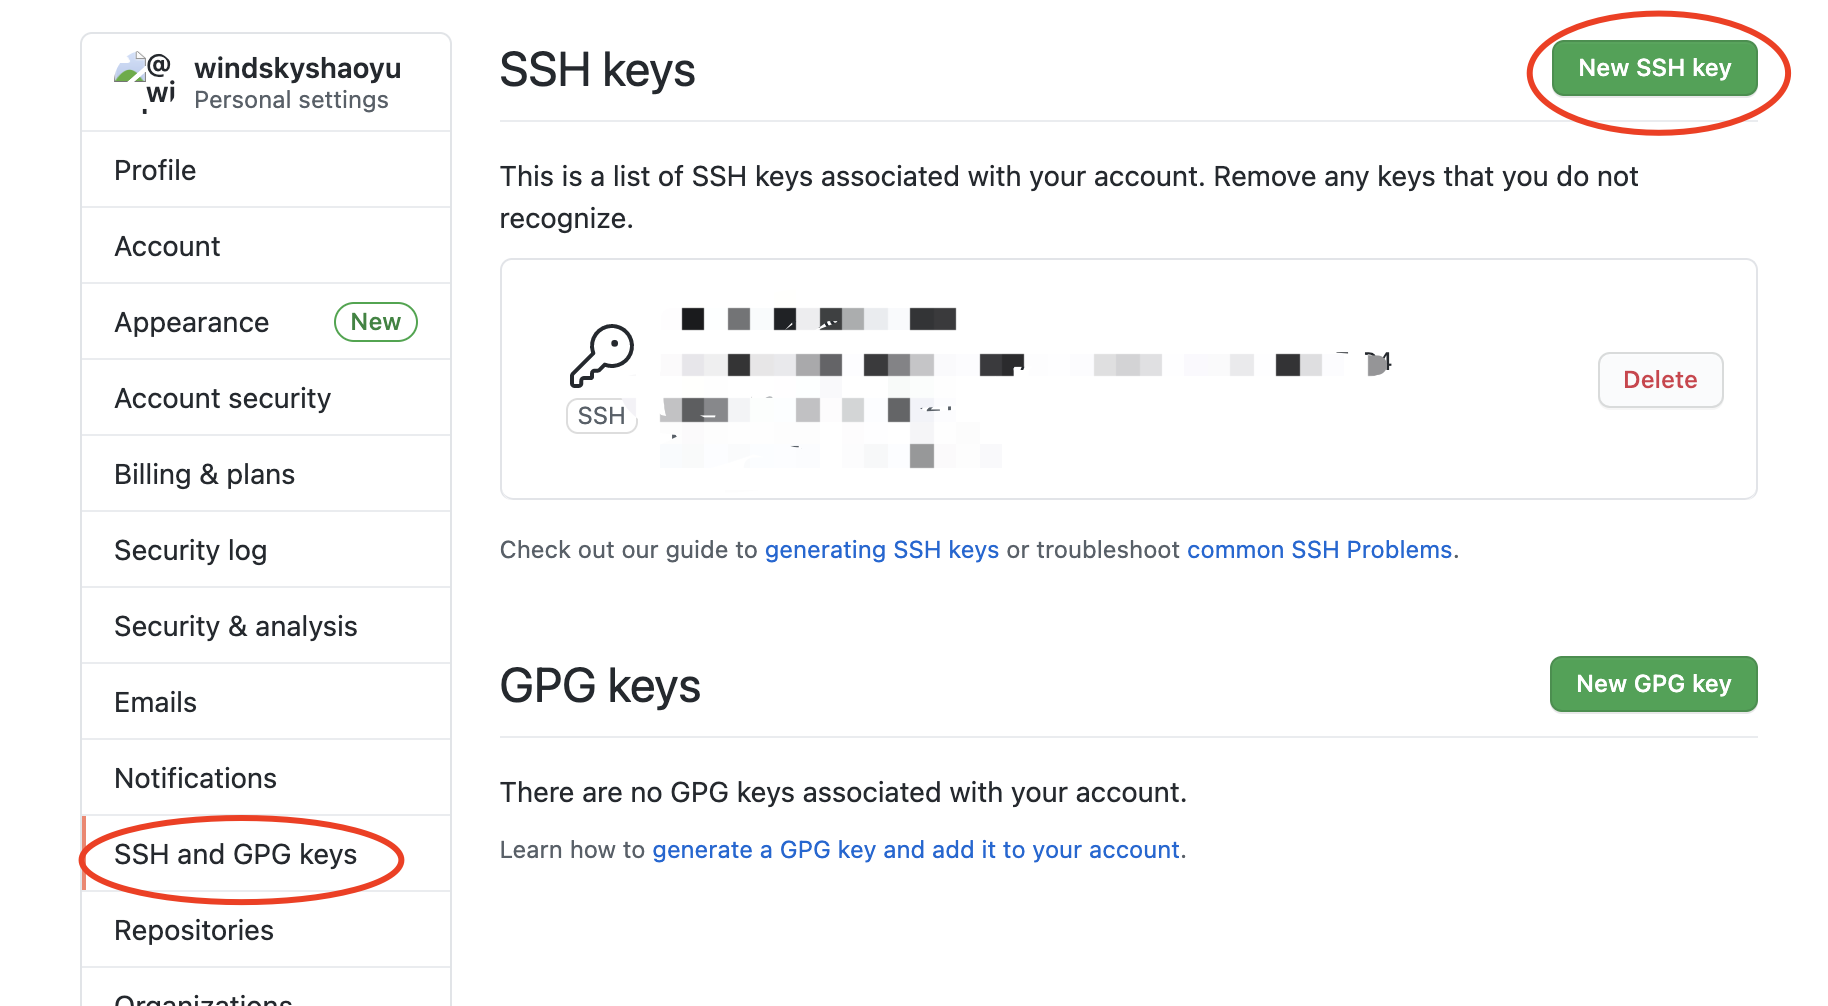 @
wi
windskyshaoyu
Personal settings
Profile
Account
Appearance New
Account security
Billing & plans
Security log
Security & analysis
Emails
Notifications
SSH and GPG keys
Repositories
Organizations
SSH keys
New SSH key
This is a list of SSH keys associated with your account. Remove any keys that you do not
recognize.
SSH
Delete
Check out our guide to generating SSH keys or troubleshoot common SSH Problems.
GPG keys
New GPG key
There are no GPG keys associated with your account.
Learn how to generate a GPG key and add it to your account.